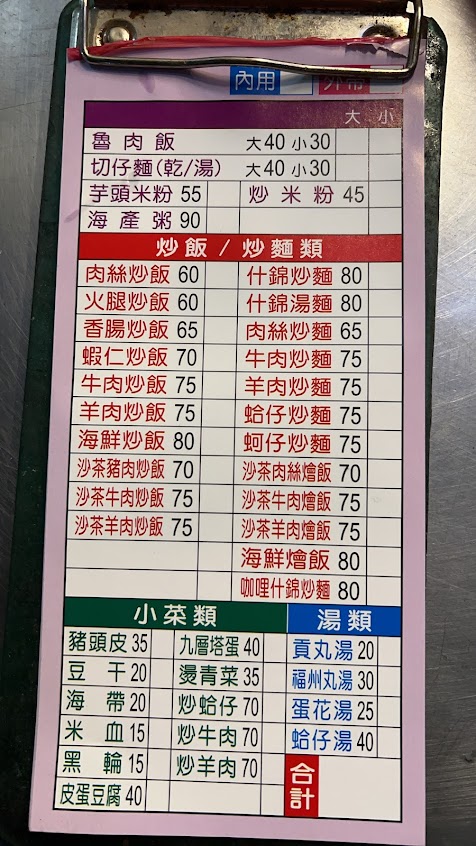 內用 外帶
大 小
魯肉飯 大40 小30
切仔麵(乾/湯) 大40 小30
芋頭米粉 55 炒米粉 45
海產粥 90
炒飯 / 炒麵類
肉絲炒飯 60 什錦炒麵 80
火腿炒飯 60 什錦湯麵 80
香腸炒飯 65 肉絲炒麵 65
蝦仁炒飯 70 牛肉炒麵 75
牛肉炒飯 75 羊肉炒麵 75
羊肉炒飯 75 蛤仔炒麵 75
海鮮炒飯 80 蚵仔炒麵 75
沙茶豬肉炒飯 70 沙茶肉絲燴飯 70
沙茶牛肉炒飯 75 沙茶牛肉燴飯 75
沙茶羊肉炒飯 75 沙茶羊肉燴飯 75
海鮮燴飯 80
咖哩什錦炒麵 80
小菜類 湯類
豬頭皮 35 九層塔蛋 40 貢丸湯 20
豆干 20 燙青菜 35 福州丸湯 30
海帶 20 炒蛤仔 70 蛋花湯 25
米血 15 炒牛肉 70 蛤仔湯 40
黑輪 15 炒羊肉 70 合計
皮蛋豆腐 40